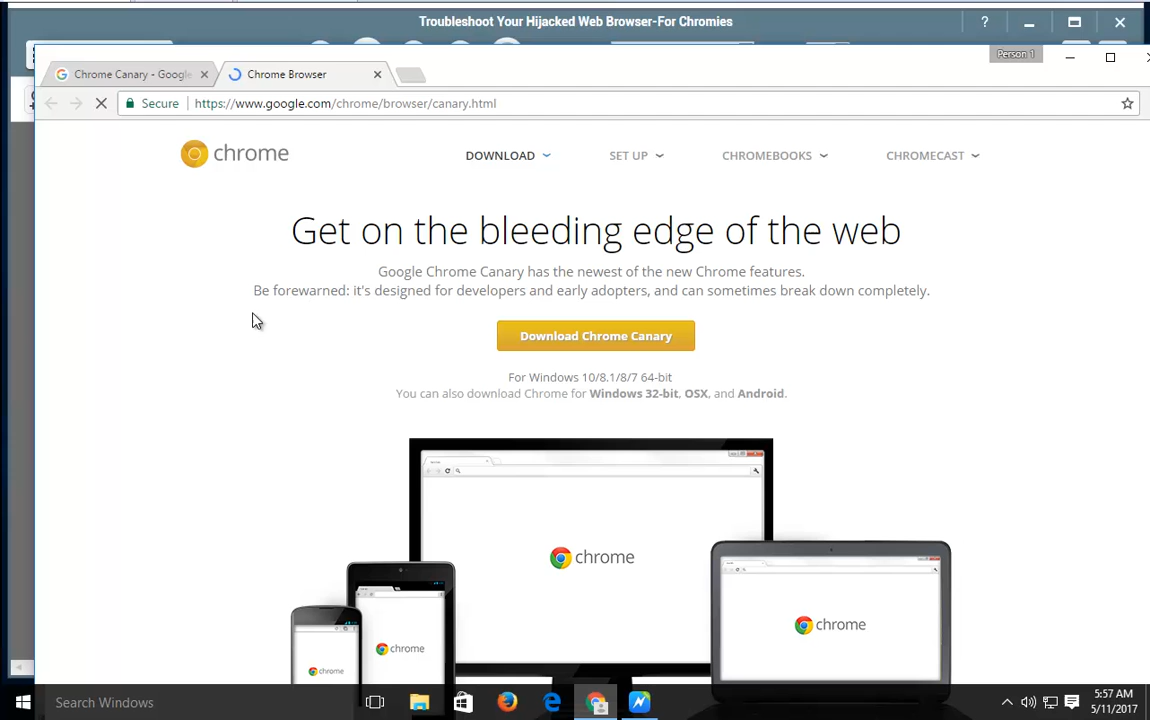 Troubleshoot Your Hijacked Web Browser-For Chromies
?
Person 1
Chrome Canary - Google
Chrome Browser
Secure
https://www.google.com/chrome/browser/canary.html
chrome
DOWNLOAD
SET UP
CHROMEBOOKS
CHROMECAST
Get on the bleeding edge of the web
Google Chrome Canary has the newest of the new Chrome features.
Be forewarned: it's designed for developers and early adopters, and can sometimes break down completely.
Download Chrome Canary
For Windows 10/8.1/8/7 64-bit
You can also download Chrome for Windows 32-bit, OSX, and Android.
chrome
chrome
chrome
chrome
Search Windows
5:57 AM
5/11/2017